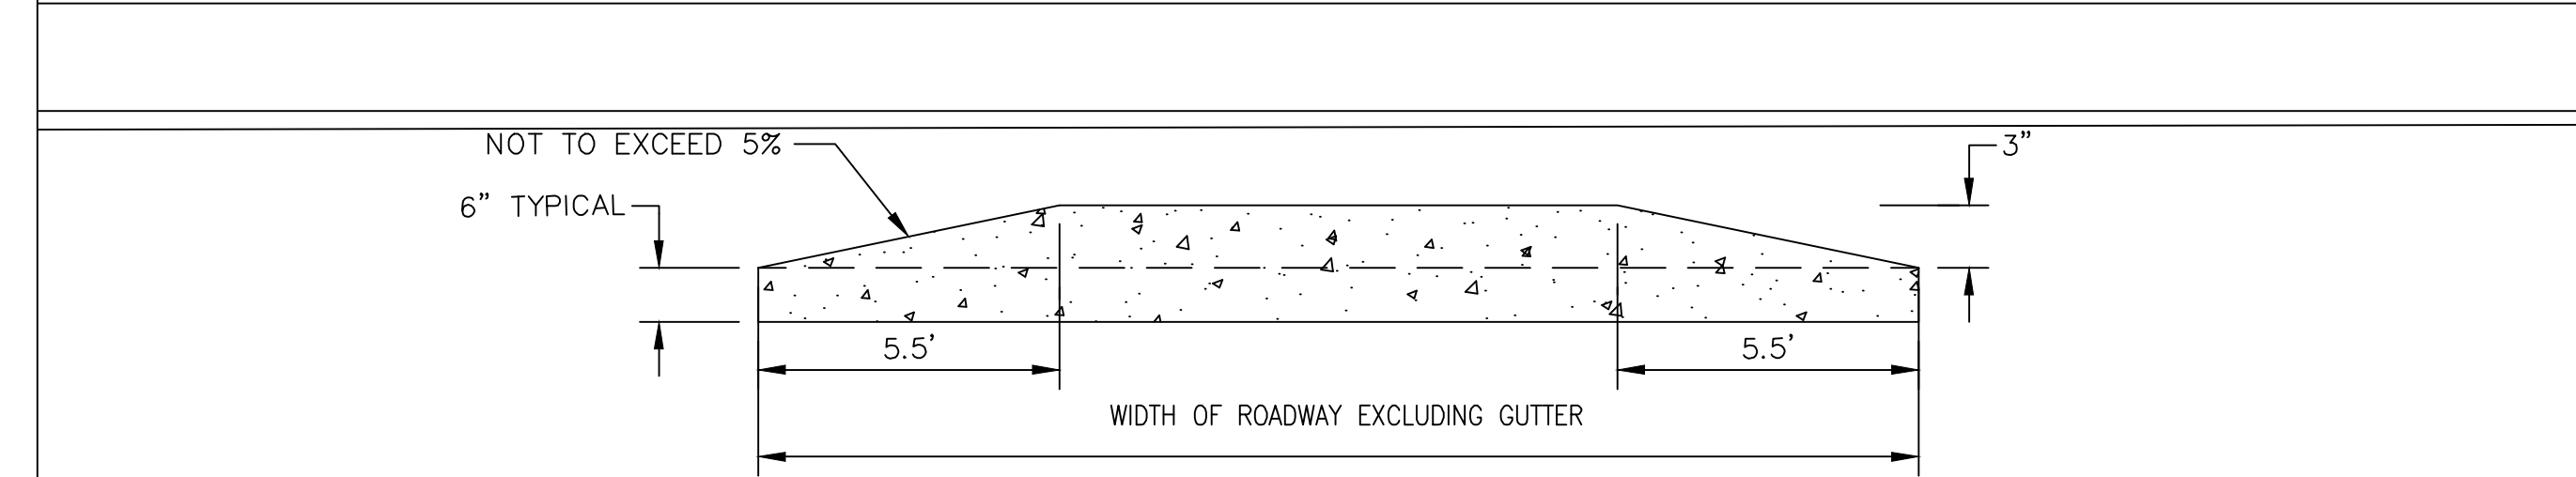 NOT TO EXCEED 5%
3”
6” TYPICAL
5.5’
5.5’
WIDTH OF ROADWAY EXCLUDING GUTTER